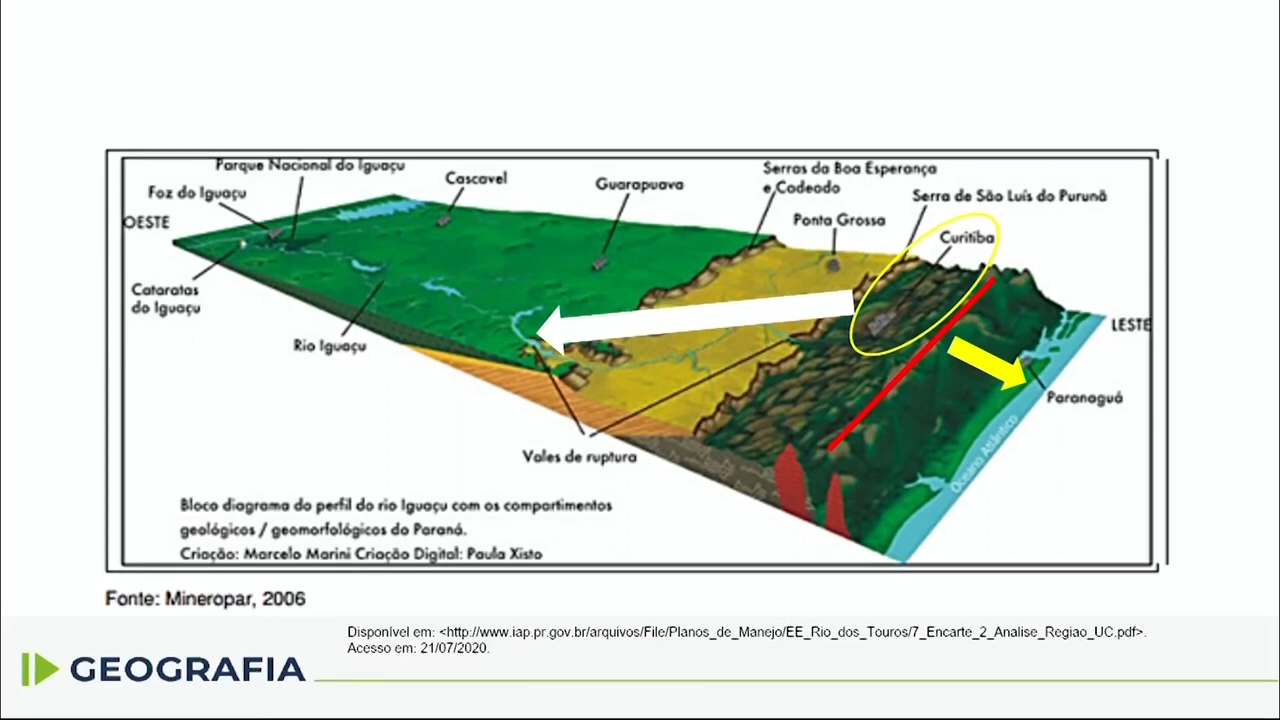 Parque Nacional do Iguaçu
Foz do Iguaçu
OESTE
Cascavel
Guarapuava
Serras da Boa Esperança
e Cadeado
Ponta Grossa
Serra de São Luís do Purunã
Curitiba
Cataratas
do Iguaçu
Rio Iguaçu
LESTE
Paranaguá
Oceano Atlântico
Vales de ruptura
Bloco diagrama do perfil do rio Iguaçu com os compartimentos
geológicos / geomorfológicos do Paraná.
Criação: Marcelo Marini Criação Digital: Paula Xisto
Fonte: Mineropar, 2006
Disponível em: <http://www.iap.pr.gov.br/arquivos/File/Planos_de_Manejo/EE_Rio_dos_Touros/7_Encarte_2_Analise_Regiao_UC.pdf>.
Acesso em: 21/07/2020.
GEOGRAFIA